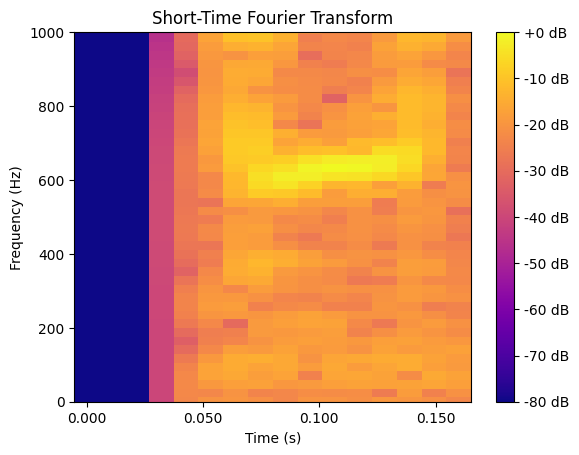 Short-Time Fourier Transform
1000
800
600
400
200
0
Frequency (Hz)
0.000
0.050
0.100
0.150
Time (s)
+0 dB
-10 dB
-20 dB
-30 dB
-40 dB
-50 dB
-60 dB
-70 dB
-80 dB